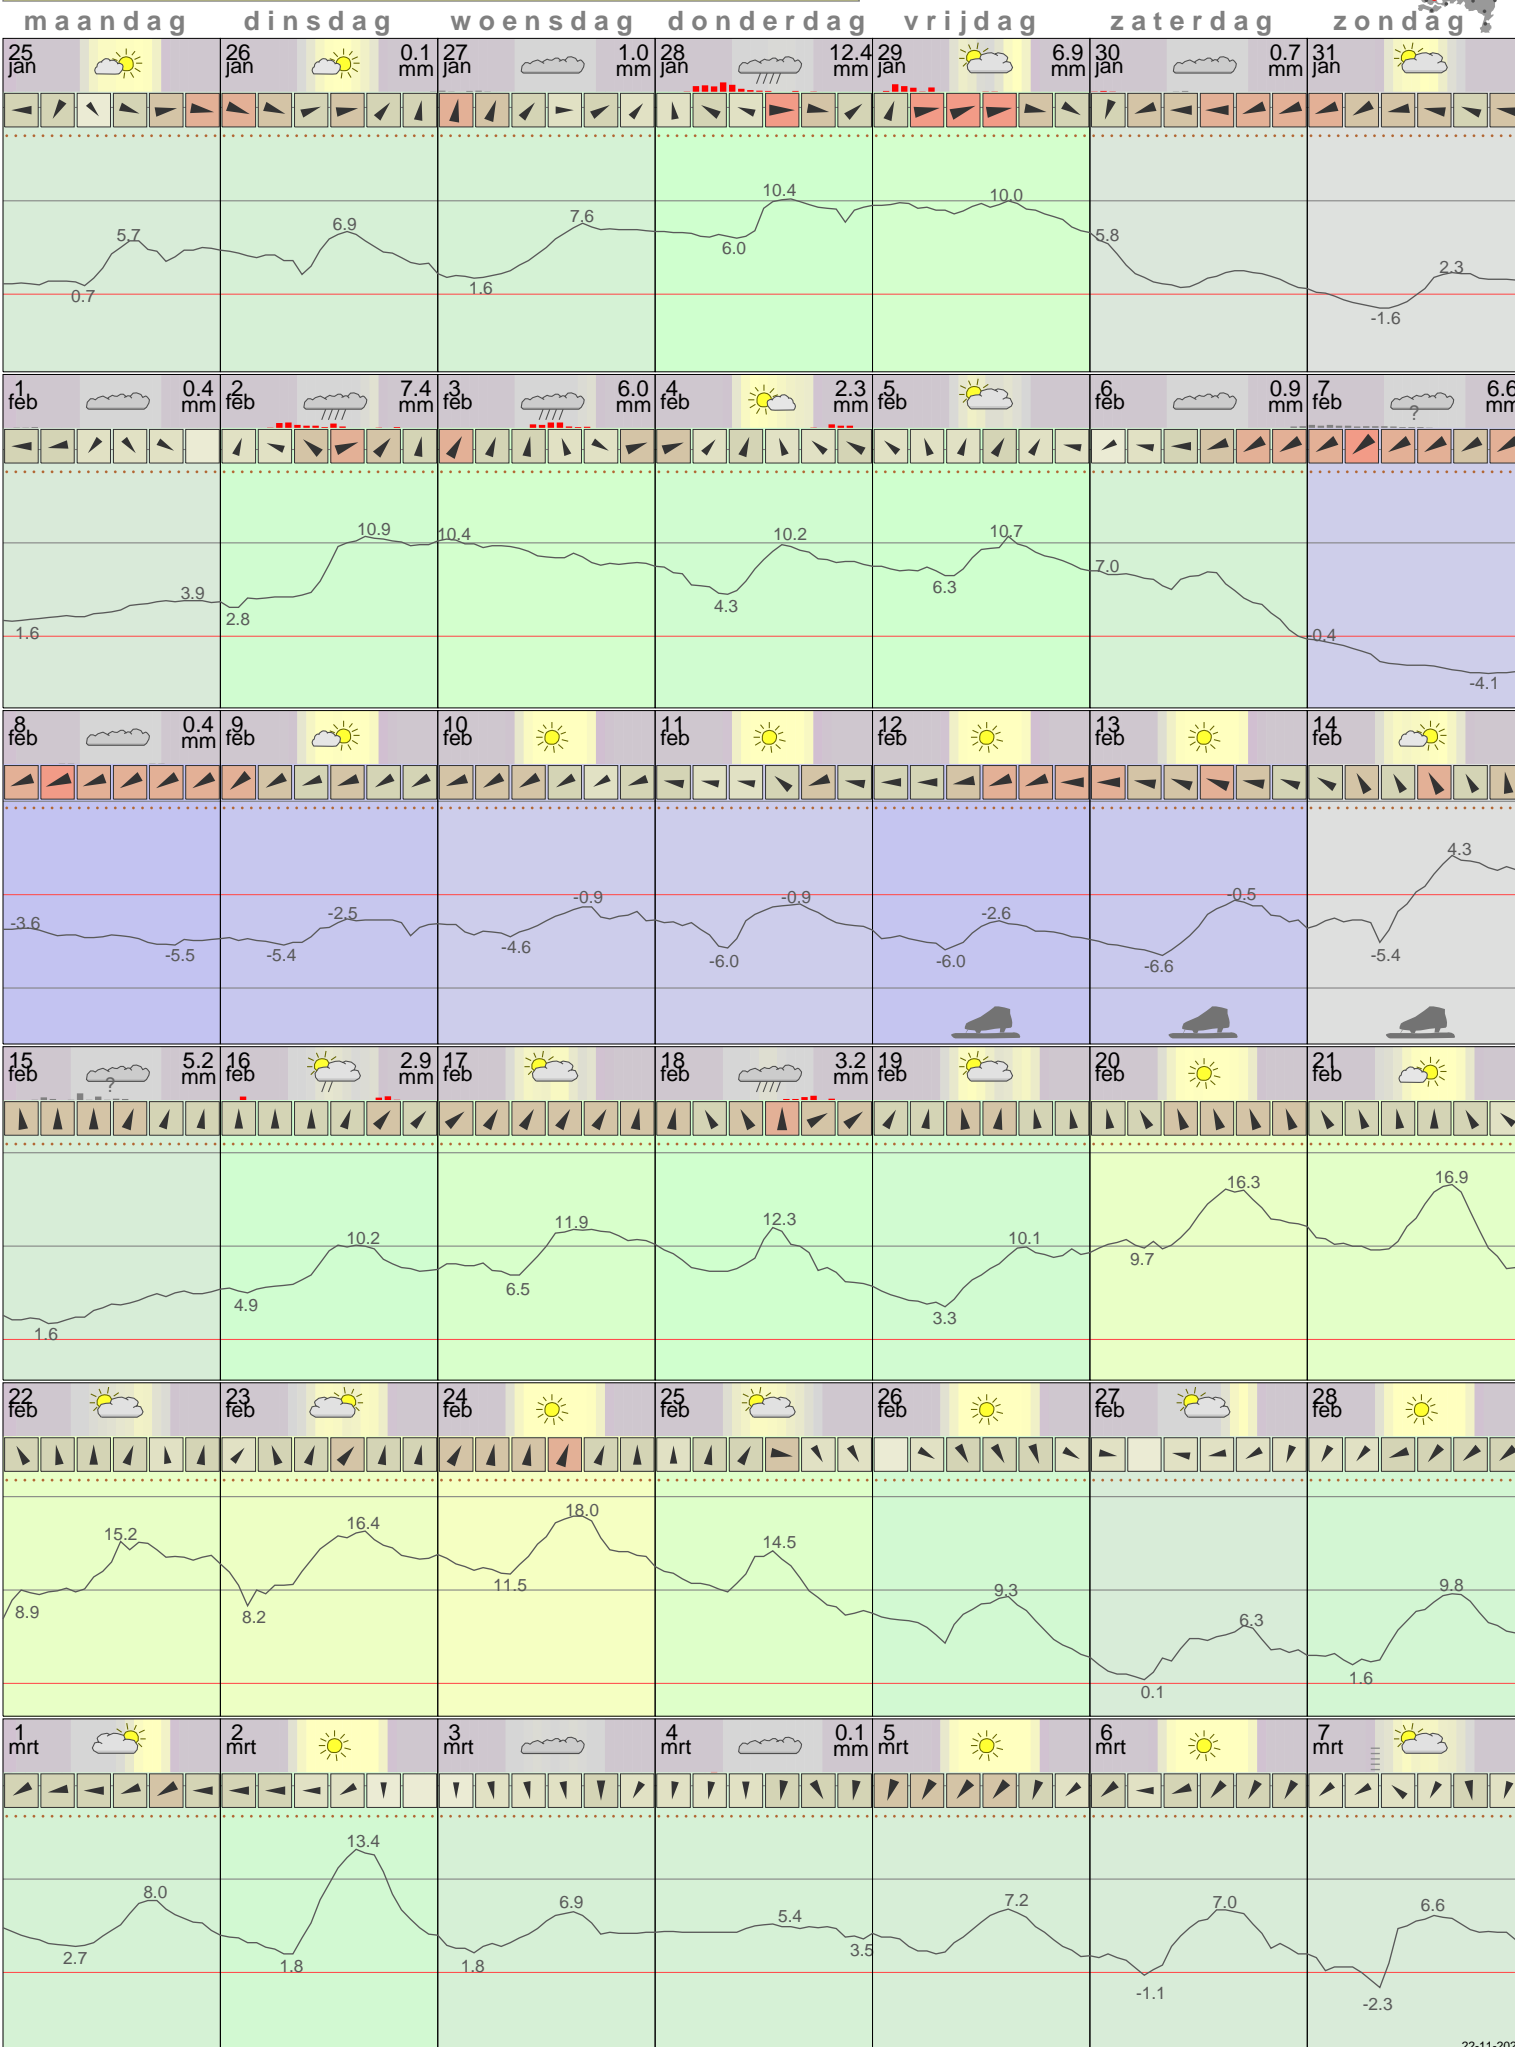 maandag dinsdag woensdag donderdag vrijdag zaterdag zondag
25 jan
26 jan 0.1 mm
27 jan 1.0 mm
28 jan 12.4 mm
29 jan 6.9 mm
30 jan 0.7 mm
31 jan
0.7 5.7 6.9 1.6 7.6 6.0 10.4 10.0 5.8 -1.6 2.3
1 feb 0.4 mm
2 feb 7.4 mm
3 feb 6.0 mm
4 feb 2.3 mm
5 feb
6 feb 0.9 mm
7 feb ? 6.6 mm
1.6 3.9 2.8 10.9 10.4 4.3 10.2 6.3 10.7 7.0 -0.4 -4.1
8 feb 0.4 mm
9 feb
10 feb
11 feb
12 feb
13 feb
14 feb
-3.6 -5.5 -5.4 -2.5 -4.6 -0.9 -6.0 -0.9 -6.0 -2.6 -6.6 -0.5 -5.4 4.3
15 feb ? 5.2 mm
16 feb 2.9 mm
17 feb
18 feb 3.2 mm
19 feb
20 feb
21 feb
1.6 4.9 10.2 6.5 11.9 12.3 3.3 10.1 9.7 16.3 16.9
22 feb
23 feb
24 feb
25 feb
26 feb
27 feb
28 feb
8.9 15.2 8.2 16.4 11.5 18.0 14.5 9.3 0.1 6.3 1.6 9.8
1 mrt
2 mrt
3 mrt
4 mrt 0.1 mm
5 mrt
6 mrt
7 mrt
2.7 8.0 1.8 13.4 1.8 6.9 5.4 3.5 7.2 -1.1 7.0 -2.3 6.6